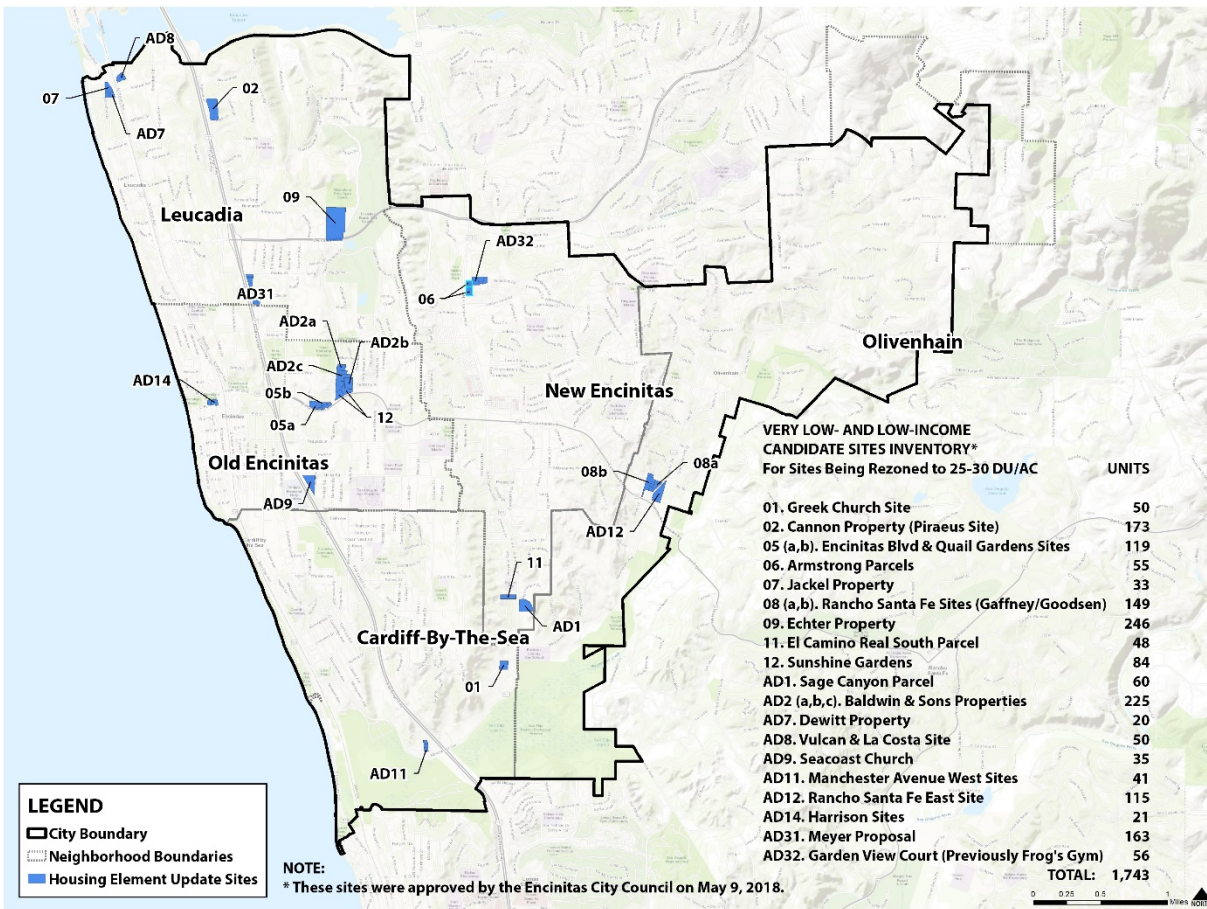 AD8
07
02
AD7
Leucadia
09
AD32
06
AD31
AD2a
AD2b
AD2c
Olivenhain
AD14
05b
New Encinitas
12
05a
Old Encinitas
08b
08a
AD9
AD12
11
AD1
Cardiff-By-The-Sea
01
AD11
VERY LOW- AND LOW-INCOME
CANDIDATE SITES INVENTORY*
For Sites Being Rezoned to 25-30 DU/AC UNITS
01. Greek Church Site 50
02. Cannon Property (Piraeus Site) 173
05 (a,b). Encinitas Blvd & Quail Gardens Sites 119
06. Armstrong Parcels 55
07. Jackel Property 33
08 (a,b). Rancho Santa Fe Sites (Gaffney/Goodsen) 149
09. Echter Property 246
11. El Camino Real South Parcel 48
12. Sunshine Gardens 84
AD1. Sage Canyon Parcel 60
AD2 (a,b,c). Baldwin & Sons Properties 225
AD7. Dewitt Property 20
AD8. Vulcan & La Costa Site 50
AD9. Seacoast Church 35
AD11. Manchester Avenue West Sites 41
AD12. Rancho Santa Fe East Site 115
AD14. Harrison Sites 21
AD31. Meyer Proposal 163
AD32. Garden View Court (Previously Frog's Gym) 56
TOTAL: 1,743
LEGEND
City Boundary
Neighborhood Boundaries
Housing Element Update Sites
NOTE:
* These sites were approved by the Encinitas City Council on May 9, 2018.
0 0.25 0.5 1
Miles NORTH